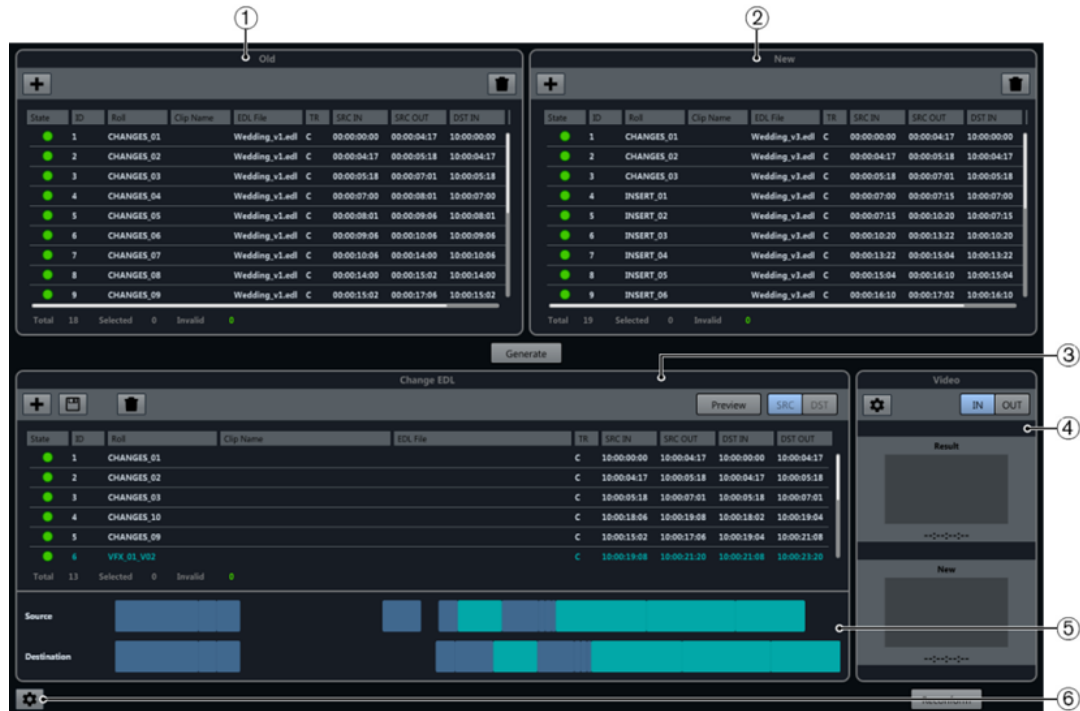 1
2
Old
New
State ID Roll Clip Name EDL File TR SRC IN SRC OUT DST IN
1 CHANGES_01 Wedding_v1.edl C 00:00:00:00 00:00:04:17 10:00:00:00
2 CHANGES_02 Wedding_v1.edl C 00:00:04:17 00:00:05:18 10:00:04:17
3 CHANGES_03 Wedding_v1.edl C 00:00:05:18 00:00:07:01 10:00:05:18
4 CHANGES_04 Wedding_v1.edl C 00:00:07:00 00:00:08:01 10:00:07:00
5 CHANGES_05 Wedding_v1.edl C 00:00:08:01 00:00:09:06 10:00:08:01
6 CHANGES_06 Wedding_v1.edl C 00:00:09:06 00:00:10:06 10:00:09:06
7 CHANGES_07 Wedding_v1.edl C 00:00:10:06 00:00:14:00 10:00:10:06
8 CHANGES_08 Wedding_v1.edl C 00:00:14:00 00:00:15:02 10:00:14:00
9 CHANGES_09 Wedding_v1.edl C 00:00:15:02 00:00:17:06 10:00:15:02
Total 18 Selected 0 Invalid 0
State ID Roll Clip Name EDL File TR SRC IN SRC OUT DST IN
1 CHANGES_01 Wedding_v3.edl C 00:00:00:00 00:00:04:17 10:00:00:00
2 CHANGES_02 Wedding_v3.edl C 00:00:04:17 00:00:05:18 10:00:04:17
3 CHANGES_03 Wedding_v3.edl C 00:00:05:18 00:00:07:01 10:00:05:18
4 INSERT_01 Wedding_v3.edl C 00:00:07:00 00:00:07:15 10:00:07:00
5 INSERT_02 Wedding_v3.edl C 00:00:07:15 00:00:10:20 10:00:07:15
6 INSERT_03 Wedding_v3.edl C 00:00:10:20 00:00:13:22 10:00:10:20
7 INSERT_04 Wedding_v3.edl C 00:00:13:22 00:00:15:04 10:00:13:22
8 INSERT_05 Wedding_v3.edl C 00:00:15:04 00:00:16:10 10:00:15:04
9 INSERT_06 Wedding_v3.edl C 00:00:16:10 00:00:17:02 10:00:16:10
Total 19 Selected 0 Invalid 0
Generate
3
Change EDL
Preview SRC DST
State ID Roll Clip Name EDL File TR SRC IN SRC OUT DST IN DST OUT
1 CHANGES_01 C 10:00:00:00 10:00:04:17 10:00:00:00 10:00:04:17
2 CHANGES_02 C 10:00:04:17 10:00:05:18 10:00:04:17 10:00:05:18
3 CHANGES_03 C 10:00:05:18 10:00:07:01 10:00:05:18 10:00:07:01
4 CHANGES_10 C 10:00:18:06 10:00:19:08 10:00:18:02 10:00:19:04
5 CHANGES_09 C 10:00:15:02 10:00:17:06 10:00:19:04 10:00:21:08
6 VFX_01_V02 C 10:00:19:08 10:00:21:20 10:00:21:08 10:00:23:20
Total 13 Selected 0 Invalid 0
Source
Destination
Video
IN OUT
4
Result
--:--:--:--
New
5
--:--:--:--
6
Reconform